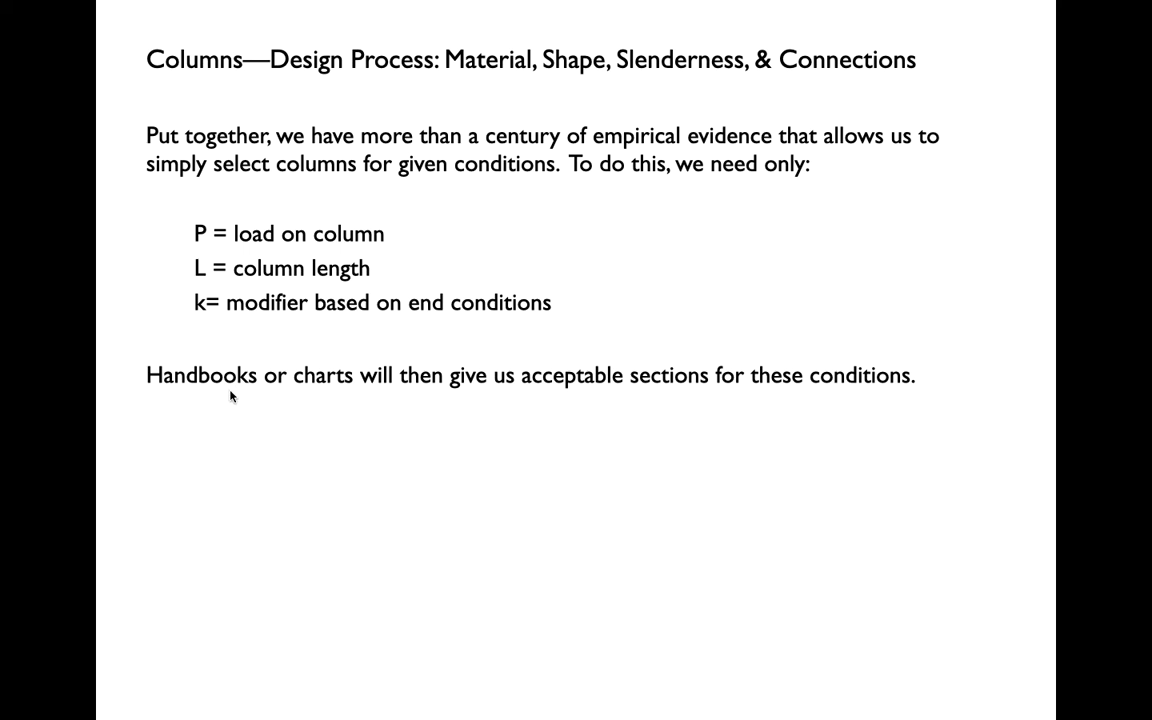 Columns—Design Process: Material, Shape, Slenderness, & Connections
Put together, we have more than a century of empirical evidence that allows us to
simply select columns for given conditions. To do this, we need only:
P = load on column
L = column length
k= modifier based on end conditions
Handbooks or charts will then give us acceptable sections for these conditions.